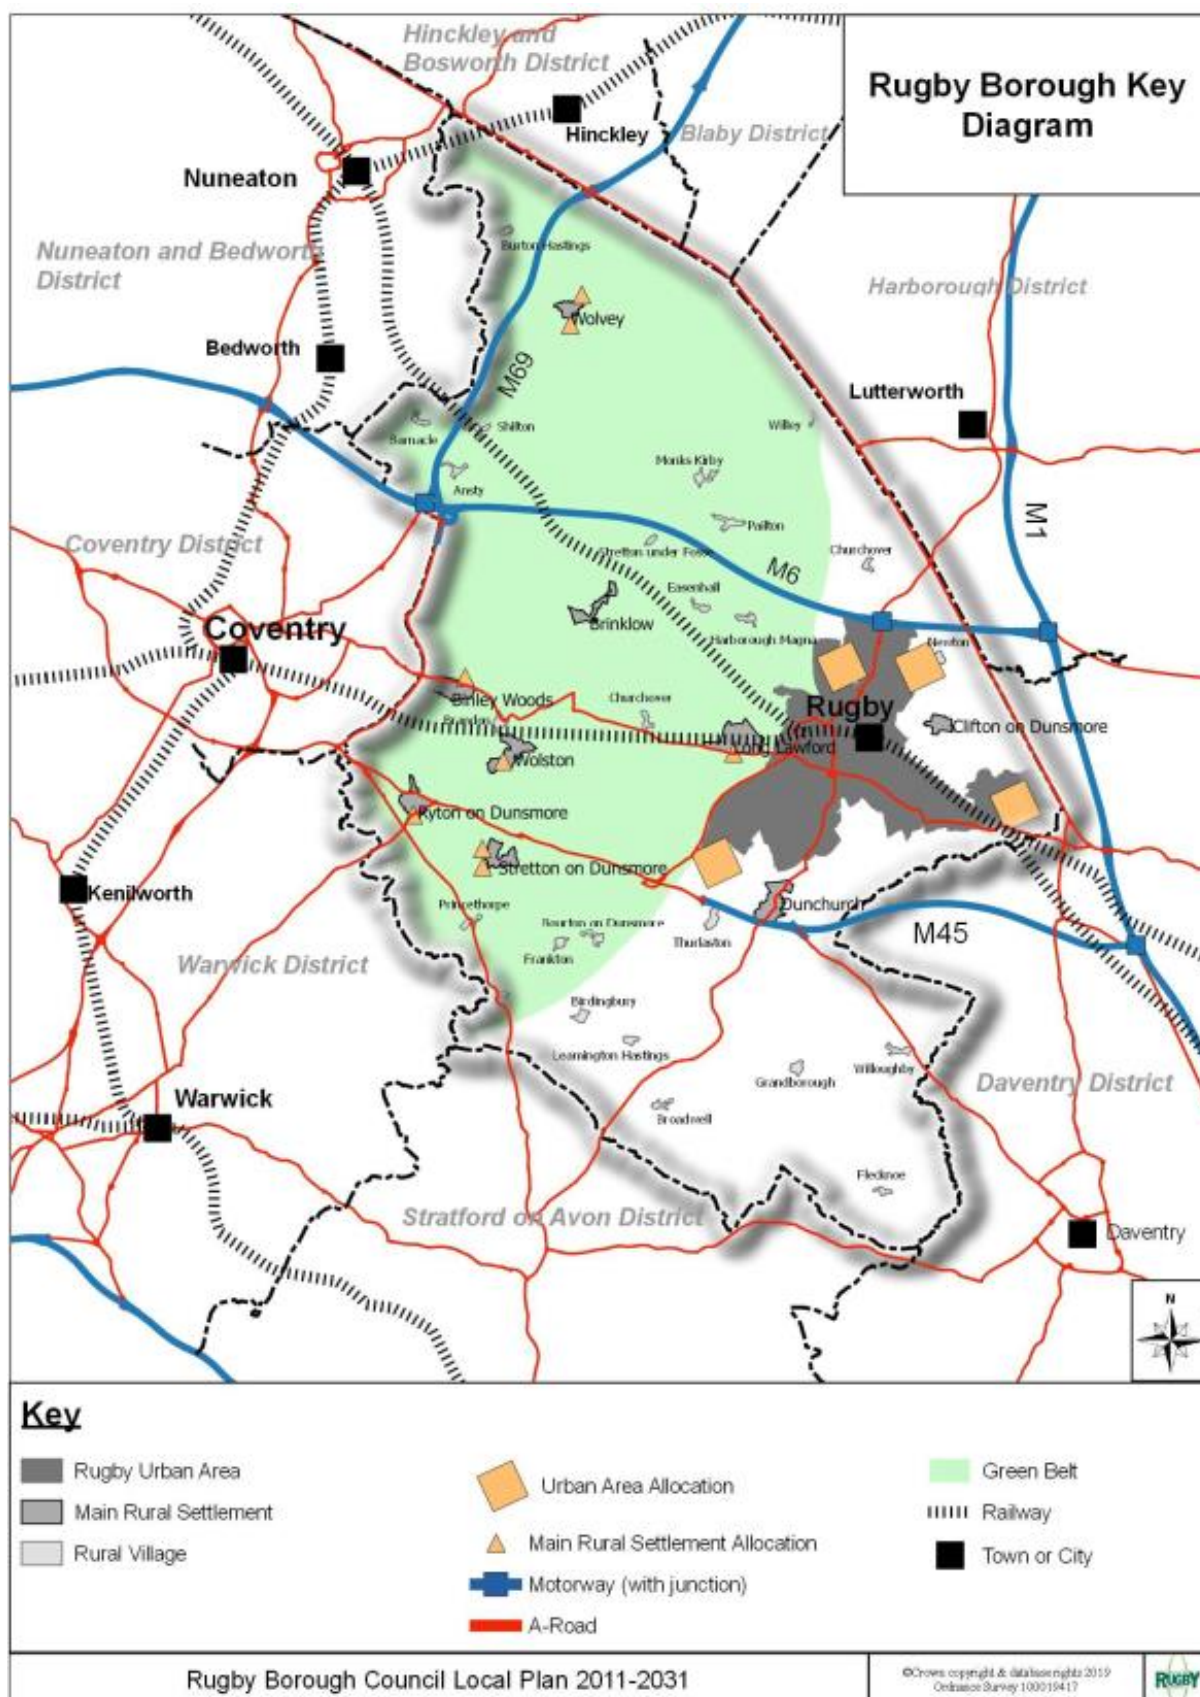 Rugby Borough Key
Diagram
Hinckley and
Bosworth District
Hinckley
Blaby District
Nuneaton
Nuneaton and Bedworth
District
Burton Hastings
Harborough District
Wolvey
Bedworth
M69
Lutterworth
Barnacle
Shilton
Willey
Monks Kirby
Ansty
Pailton
M1
Coventry District
Stretton under Fosse
Churchover
M6
Easenhall
Brinklow
Harborough Magna
Newton
Coventry
Binley Woods
Churchover
Brandon
Rugby
Clifton on Dunsmore
Long Lawford
Wolston
Ryton on Dunsmore
Stretton on Dunsmore
Kenilworth
Princethorpe
Dunchurch
Bourton on Dunsmore
Thurlaston
M45
Frankton
Warwick District
Birdingbury
Leamington Hastings
Grandborough
Willoughby
Daventry District
Warwick
Broadwell
Flecknoe
Stratford on Avon District
Daventry
N
Key
Rugby Urban Area
Main Rural Settlement
Rural Village
Urban Area Allocation
Main Rural Settlement Allocation
Motorway (with junction)
A-Road
Green Belt
Railway
Town or City
Rugby Borough Council Local Plan 2011-2031
©Crown copyright & database rights 2019
Ordnance Survey 100019417
RUGBY